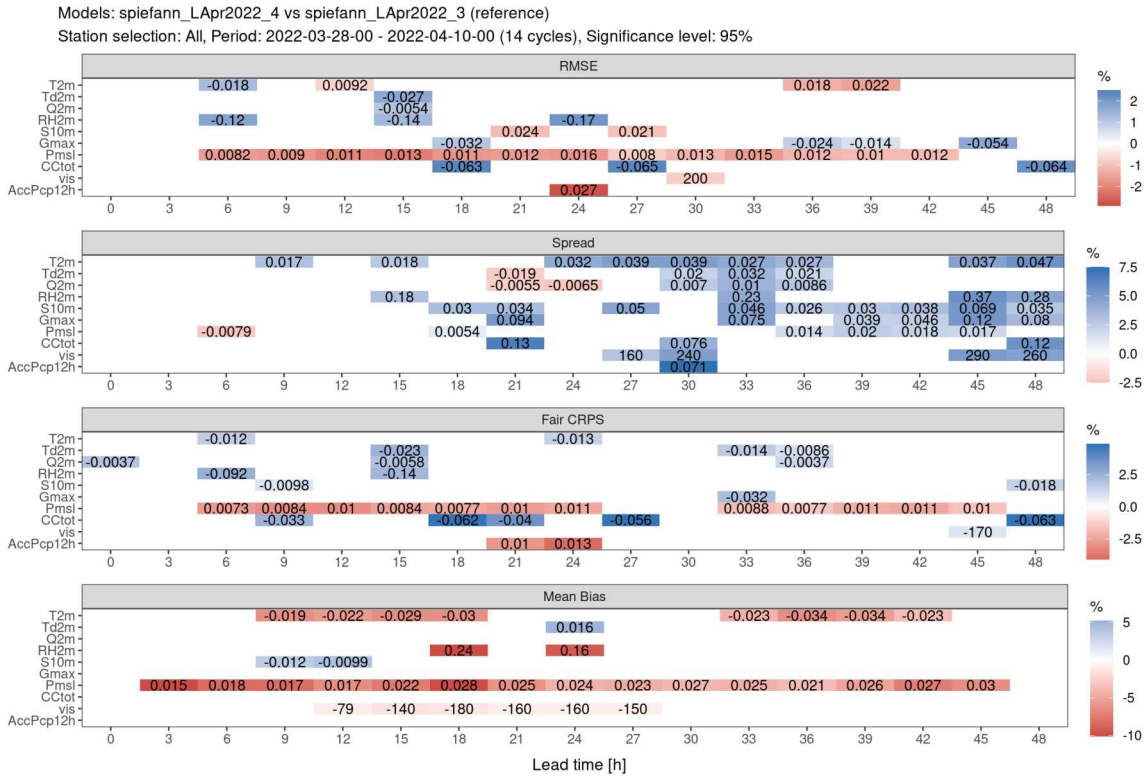 Models: spiefann_LApr2022_4 vs spiefann_LApr2022_3 (reference)
Station selection: All, Period: 2022-03-28-00 - 2022-04-10-00 (14 cycles), Significance level: 95%
RMSE
%
T2m -0.018 0.0092 0.018 0.022
Td2m -0.027
Q2m -0.0054
RH2m -0.12 -0.14 -0.17
S10m 0.024 0.021
Gmax -0.032 -0.024 -0.014 -0.054
Pmsl 0.0082 0.009 0.011 0.013 0.011 0.012 0.016 0.008 0.013 0.015 0.012 0.01 0.012
CCtot -0.063 -0.065 -0.064
vis 200
AccPcp12h 0.027
0 3 6 9 12 15 18 21 24 27 30 33 36 39 42 45 48
2
1
0
-1
-2
Spread
%
T2m 0.017 0.018 0.032 0.039 0.039 0.027 0.027 0.037 0.047
Td2m -0.019 0.02 0.032 0.021
Q2m -0.0055 -0.0065 0.007 0.01 0.0086
RH2m 0.18 0.23 0.37 0.28
S10m 0.03 0.034 0.05 0.046 0.026 0.03 0.038 0.069 0.035
Gmax 0.094 0.075 0.039 0.046 0.12 0.08
Pmsl -0.0079 0.0054 0.014 0.02 0.018 0.017
CCtot 0.13 0.076 0.12
vis 160 240 290 260
AccPcp12h 0.071
0 3 6 9 12 15 18 21 24 27 30 33 36 39 42 45 48
7.5
5.0
2.5
0.0
-2.5
Fair CRPS
%
T2m -0.012 -0.013
Td2m -0.023 -0.014 -0.0086
Q2m -0.0037 -0.0058 -0.0037
RH2m -0.092 -0.14
S10m -0.0098 -0.018
Gmax -0.032
Pmsl 0.0073 0.0084 0.01 0.0084 0.0077 0.01 0.011 0.0088 0.0077 0.011 0.011 0.01
CCtot -0.033 -0.062 -0.04 -0.056 -0.063
vis -170
AccPcp12h 0.01 0.013
0 3 6 9 12 15 18 21 24 27 30 33 36 39 42 45 48
2.5
0.0
-2.5
Mean Bias
%
T2m -0.019 -0.022 -0.029 -0.03 -0.023 -0.034 -0.034 -0.023
Td2m 0.016
Q2m
RH2m 0.24 0.16
S10m -0.012 -0.0099
Gmax
Pmsl 0.015 0.018 0.017 0.017 0.022 0.028 0.025 0.024 0.023 0.027 0.025 0.021 0.026 0.027 0.03
CCtot
vis -79 -140 -180 -160 -160 -150
AccPcp12h
0 3 6 9 12 15 18 21 24 27 30 33 36 39 42 45 48
5
0
-5
-10
Lead time [h]